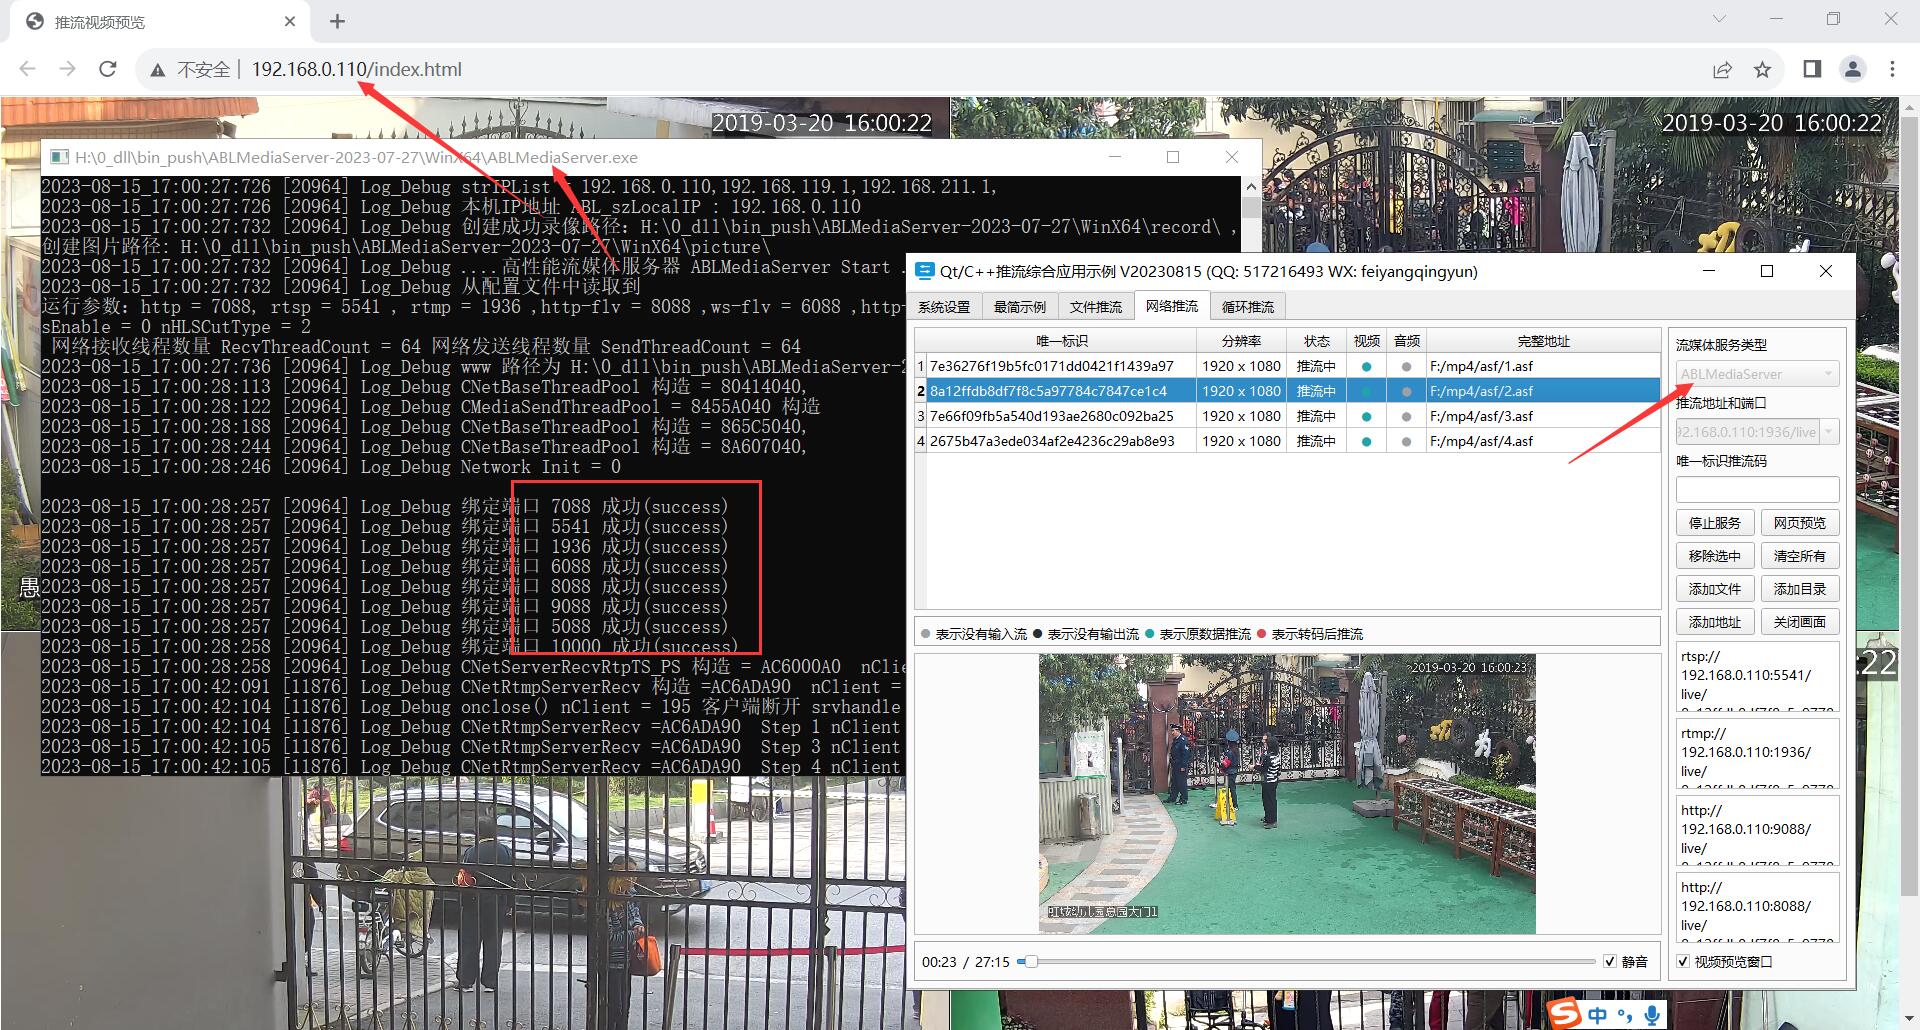 推流视频预览
不安全 192.168.0.110/index.html
2019-03-20 16:00:22
2019-03-20 16:00:22
H:\0_dll\bin_push\ABLMediaServer-2023-07-27\WinX64\ABLMediaServer.exe
2023-08-15_17:00:27:726 [20964] Log_Debug strIPList : 192.168.0.110,192.168.119.1,192.168.211.1,
2023-08-15_17:00:27:726 [20964] Log_Debug 本机IP地址 ABL_szLocalIP : 192.168.0.110
2023-08-15_17:00:27:732 [20964] Log_Debug 创建成功录像路径: H:\0_dll\bin_push\ABLMediaServer-2023-07-27\WinX64\record\ ,
创建图片路径: H:\0_dll\bin_push\ABLMediaServer-2023-07-27\WinX64\picture\
2023-08-15_17:00:27:732 [20964] Log_Debug ....高性能流媒体服务器 ABLMediaServer Start .
2023-08-15_17:00:27:732 [20964] Log_Debug 从配置文件中读取到
运行参数: http = 7088, rtsp = 5541 , rtmp = 1936 ,http-flv = 8088 ,ws-flv = 6088 ,http-
sEnable = 0 nHLSCutType = 2
网络接收线程数量 RecvThreadCount = 64 网络发送线程数量 SendThreadCount = 64
2023-08-15_17:00:27:736 [20964] Log_Debug www 路径为 H:\0_dll\bin_push\ABLMediaServer-2
2023-08-15_17:00:28:113 [20964] Log_Debug CNetBaseThreadPool 构造 = 80414040,
2023-08-15_17:00:28:122 [20964] Log_Debug CMediaSendThreadPool = 8455A040 构造
2023-08-15_17:00:28:188 [20964] Log_Debug CNetBaseThreadPool 构造 = 865C5040,
2023-08-15_17:00:28:244 [20964] Log_Debug CNetBaseThreadPool 构造 = 8A607040,
2023-08-15_17:00:28:246 [20964] Log_Debug Network Init = 0
2023-08-15_17:00:28:257 [20964] Log_Debug 绑定端口 7088 成功(success)
2023-08-15_17:00:28:257 [20964] Log_Debug 绑定端口 5541 成功(success)
2023-08-15_17:00:28:257 [20964] Log_Debug 绑定端口 1936 成功(success)
2023-08-15_17:00:28:257 [20964] Log_Debug 绑定端口 6088 成功(success)
2023-08-15_17:00:28:257 [20964] Log_Debug 绑定端口 8088 成功(success)
2023-08-15_17:00:28:257 [20964] Log_Debug 绑定端口 9088 成功(success)
2023-08-15_17:00:28:257 [20964] Log_Debug 绑定端口 5088 成功(success)
2023-08-15_17:00:28:258 [20964] Log_Debug 绑定端口 10000 成功(success)
2023-08-15_17:00:28:258 [20964] Log_Debug CNetServerRecvRtpTS_PS 构造 = AC6000A0 nClie
2023-08-15_17:00:42:091 [11876] Log_Debug CNetRtmpServerRecv 构造 =AC6ADA90 nClient =
2023-08-15_17:00:42:104 [11876] Log_Debug onclose() nClient = 195 客户端断开 srvhandle
2023-08-15_17:00:42:104 [11876] Log_Debug CNetRtmpServerRecv =AC6ADA90 Step 1 nClient
2023-08-15_17:00:42:105 [11876] Log_Debug CNetRtmpServerRecv =AC6ADA90 Step 3 nClient
2023-08-15_17:00:42:105 [11876] Log_Debug CNetRtmpServerRecv =AC6ADA90 Step 4 nClient
愚
Qt/C++推流综合应用示例 V20230815 (QQ: 517216493 WX: feiyangqingyun)
系统设置 最简示例 文件推流 网络推流 循环推流
唯一标识 分辨率 状态 视频 音频 完整地址
1 7e36276f19b5fc0171dd0421f1439a97 1920 x 1080 推流中 F:/mp4/asf/1.asf
2 8a12ffdb8df7f8c5a97784c7847ce1c4 1920 x 1080 推流中 F:/mp4/asf/2.asf
3 7e66f09fb5a540d193ae2680c092ba25 1920 x 1080 推流中 F:/mp4/asf/3.asf
4 2675b47a3ede034af2e4236c29ab8e93 1920 x 1080 推流中 F:/mp4/asf/4.asf
表示没有输入流 表示没有输出流 表示原数据推流 表示转码后推流
2019-03-20 16:00:23
00:23 / 27:15
静音
流媒体服务类型
ABLMediaServer
推流地址和端口
92.168.0.110:1936/live
唯一标识推流码
停止服务 网页预览
移除选中 清空所有
添加文件 添加目录
添加地址 关闭画面
rtsp://
192.168.0.110:5541/
live/
rtmp://
192.168.0.110:1936/
live/
http://
192.168.0.110:9088/
live/
http://
192.168.0.110:8088/
live/
视频预览窗口
:22
中